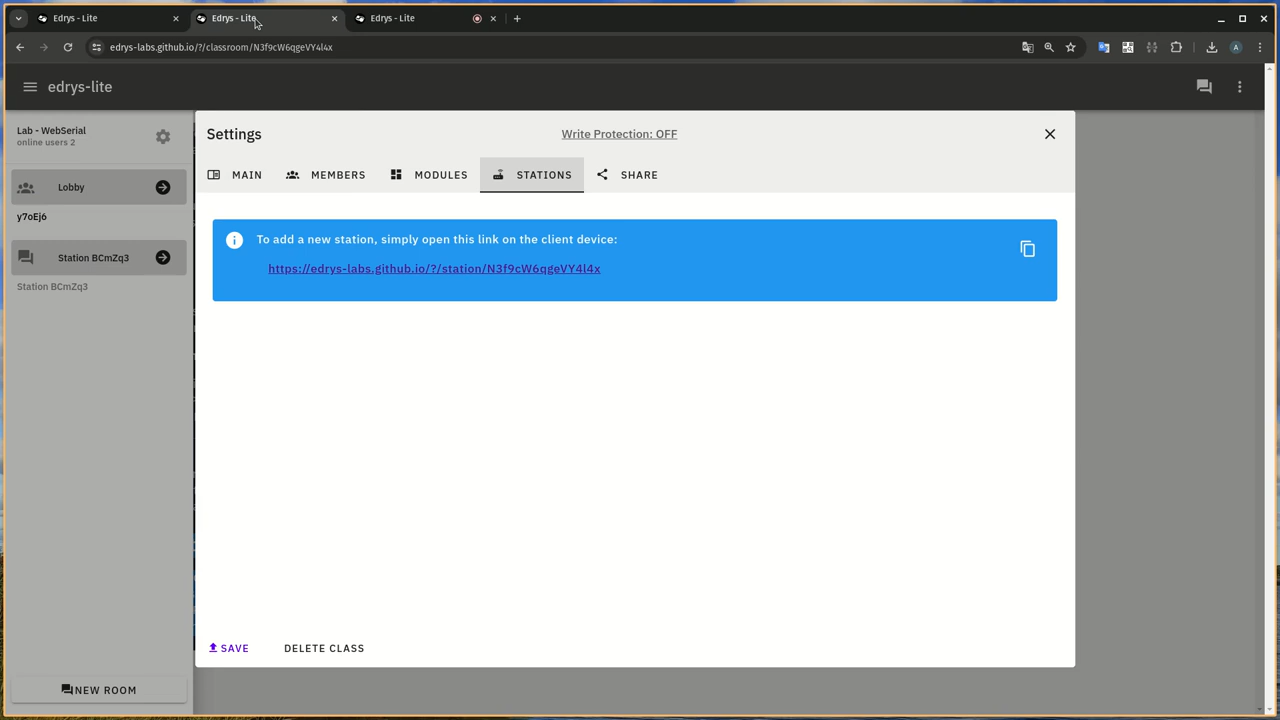 Edrys - Lite
Edrys - Lite
Edrys - Lite
edrys-labs.github.io/?/classroom/N3f9cW6qgeVY4l4x
A
edrys-lite
Lab - WebSerial
online users 2
Lobby
y7oEj6
Station BCmZq3
Station BCmZq3
NEW ROOM
Settings
Write Protection: OFF
MAIN
MEMBERS
MODULES
STATIONS
SHARE
To add a new station, simply open this link on the client device:
https://edrys-labs.github.io/?/station/N3f9cW6qgeVY4l4x
SAVE
DELETE CLASS